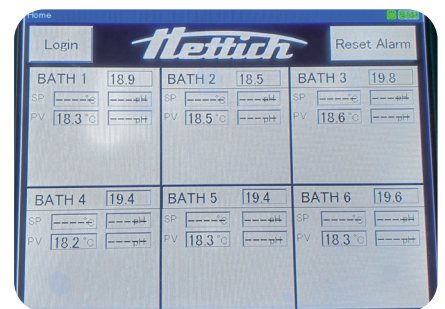 Home
Login Hettich Reset Alarm
BATH 1 18.9 BATH 2 18.5 BATH 3 19.8
SP ----°C ---pH SP ----°C ---pH SP ----°C ---pH
PV 18.3 °C ---pH PV 18.5 °C ---pH PV 18.6 °C ---pH
BATH 4 19.4 BATH 5 19.4 BATH 6 19.6
SP ----°C ---pH SP ----°C ---pH SP ----°C ---pH
PV 18.2 °C ---pH PV 18.3 °C ---pH PV 18.3 °C ---pH